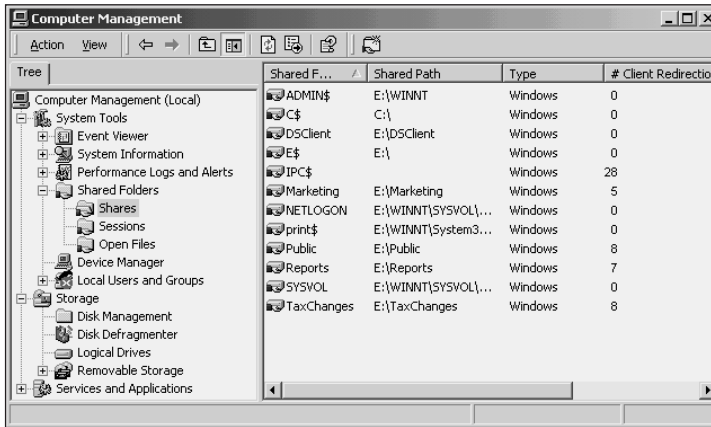 Computer Management
Action View
Tree
Computer Management (Local)
System Tools
Event Viewer
System Information
Performance Logs and Alerts
Shared Folders
Shares
Sessions
Open Files
Device Manager
Local Users and Groups
Storage
Disk Management
Disk Defragmenter
Logical Drives
Removable Storage
Services and Applications
Shared F... Shared Path Type # Client Redirectio
ADMIN$ E:\WINNT Windows 0
C$ C:\ Windows 0
DSClient E:\DSClient Windows 0
E$ E:\ Windows 0
IPC$ Windows 28
Marketing E:\Marketing Windows 5
NETLOGON E:\WINNT\SYSVOL\... Windows 0
print$ E:\WINNT\System3... Windows 0
Public E:\Public Windows 8
Reports E:\Reports Windows 7
SYSVOL E:\WINNT\SYSVOL\... Windows 0
TaxChanges E:\TaxChanges Windows 8